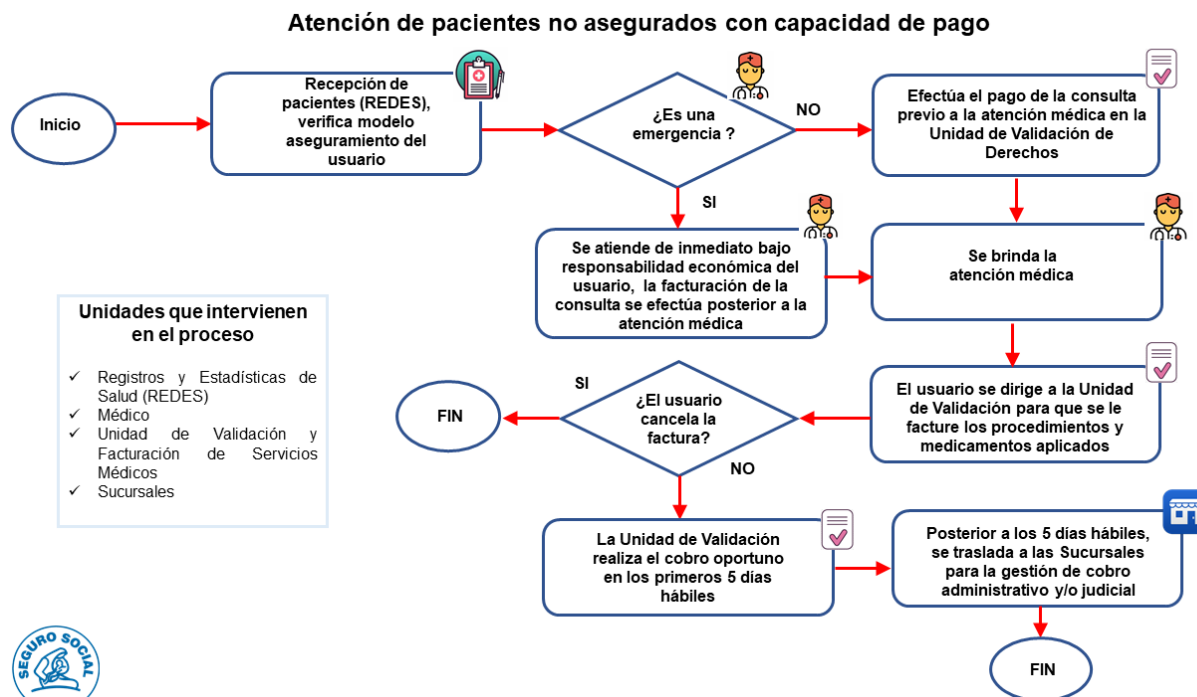 Atención de pacientes no asegurados con capacidad de pago
Inicio
Recepción de
pacientes (REDES),
verifica modelo
aseguramiento del
usuario
¿Es una
emergencia ?
NO
Efectúa el pago de la consulta
previo a la atención médica en la
Unidad de Validación de
Derechos
SI
Se atiende de inmediato bajo
responsabilidad económica del
usuario, la facturación de la
consulta se efectúa posterior a la
atención médica
Se brinda la
atención médica
Unidades que intervienen
en el proceso
✓ Registros y Estadísticas de
Salud (REDES)
✓ Médico
✓ Unidad de Validación y
Facturación de Servicios
Médicos
✓ Sucursales
El usuario se dirige a la Unidad
de Validación para que se le
facture los procedimientos y
medicamentos aplicados
¿El usuario
cancela la
factura?
SI
FIN
NO
La Unidad de Validación
realiza el cobro oportuno
en los primeros 5 días
hábiles
Posterior a los 5 días hábiles,
se traslada a las Sucursales
para la gestión de cobro
administrativo y/o judicial
FIN
SEGURO SOCIAL